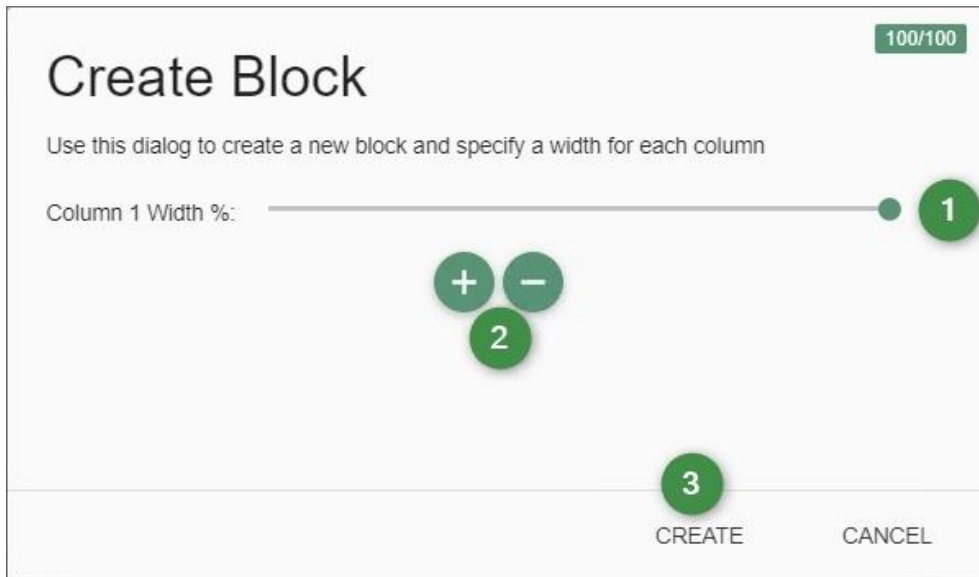 100/100
Create Block
Use this dialog to create a new block and specify a width for each column
Column 1 Width %:
1
+ −
2
3
CREATE CANCEL